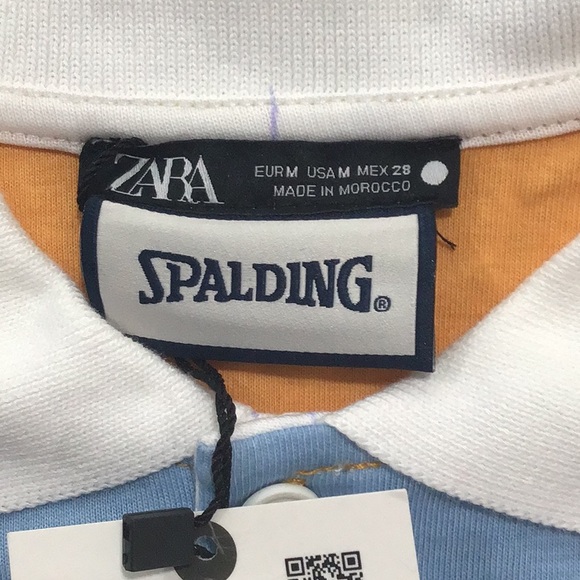 ZARA
EUR M USA M MEX 28
MADE IN MOROCCO
SPALDING®